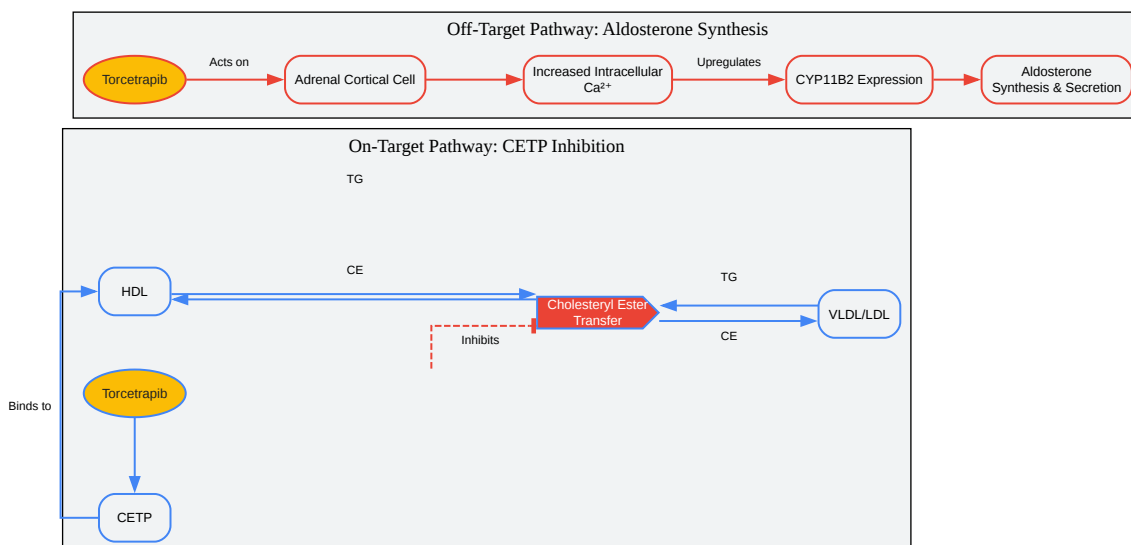 Off-Target Pathway: Aldosterone Synthesis
Torcetrapib
Acts on
Adrenal Cortical Cell
Increased Intracellular
Ca²⁺
Upregulates
CYP11B2 Expression
Aldosterone
Synthesis & Secretion
On-Target Pathway: CETP Inhibition
TG
CE
TG
HDL
Cholesteryl Ester
Transfer
VLDL/LDL
Inhibits
CE
Torcetrapib
Binds to
CETP